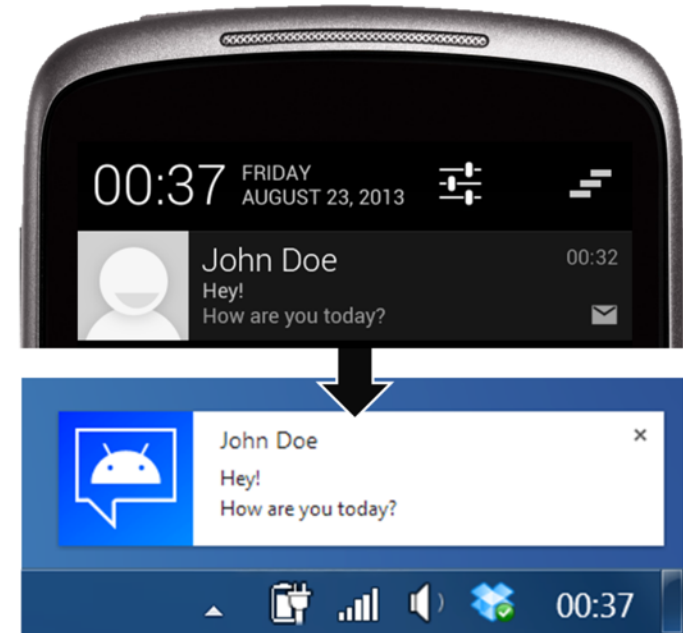 00:37
FRIDAY
AUGUST 23, 2013
John Doe
00:32
Hey!
How are you today?
John Doe
×
Hey!
How are you today?
00:37